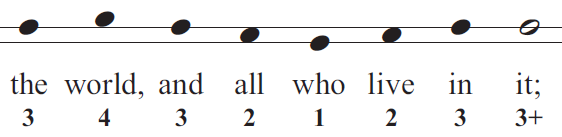 the world, and all who live in it;
3 4 3 2 1 2 3 3+